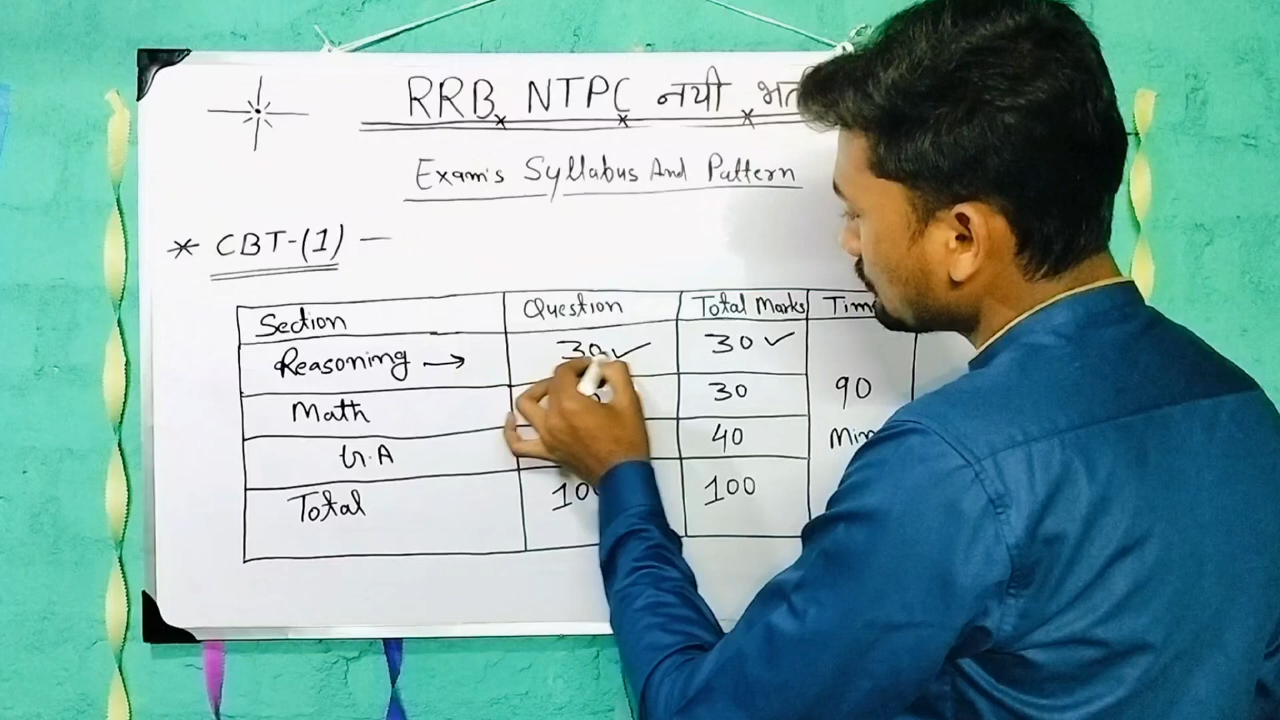 RRB NTPC नयी
Exam's Syllabus And Pattern
* CBT-(1) —
Section Question Total Marks
Reasoning → 30 ✓ 30 ✓
Math 30 90
G.A 40
Total 100